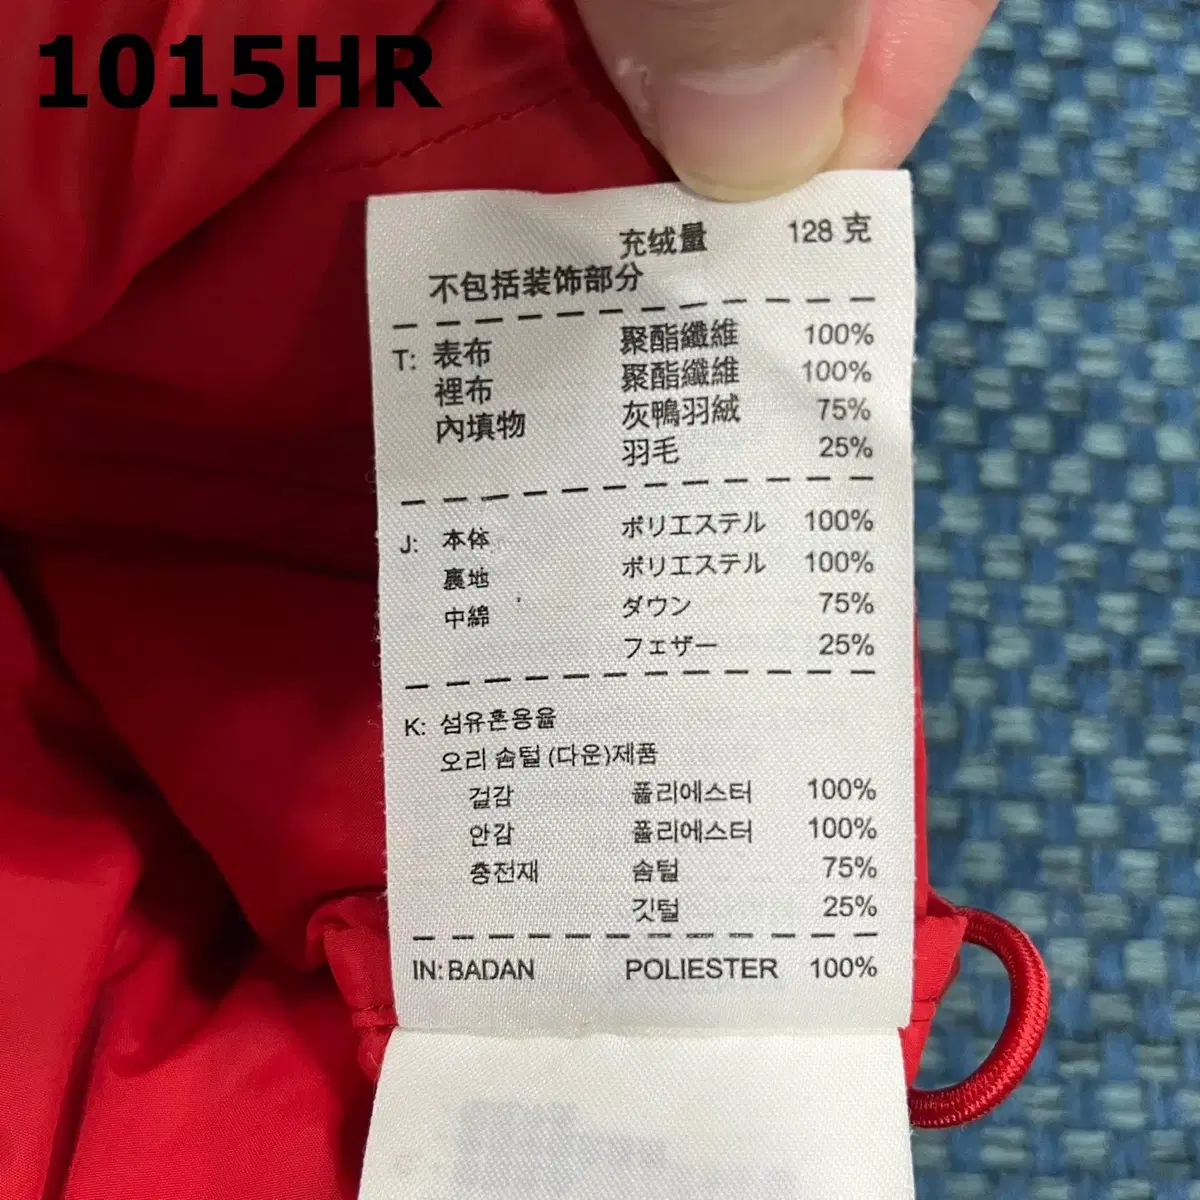 1015HR
充绒量 128 克
不包括装饰部分
T: 表布 聚酯纖維 100%
裡布 聚酯纖維 100%
內填物 灰鴨羽絨 75%
羽毛 25%
J: 本体 ポリエステル 100%
裏地 ポリエステル 100%
中綿 ダウン 75%
フェザー 25%
K: 섬유혼용율
오리 솜털 (다운)제품
겉감 폴리에스터 100%
안감 폴리에스터 100%
충전재 솜털 75%
깃털 25%
IN: BADAN POLIESTER 100%